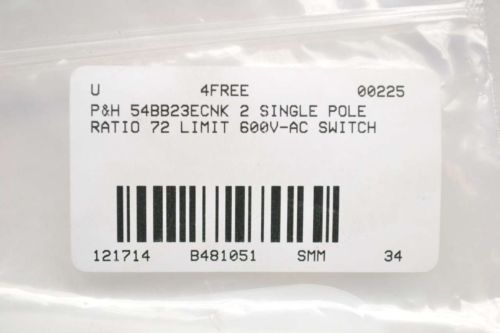 U 4FREE 00225
P&H 54BB23ECNK 2 SINGLE POLE
RATIO 72 LIMIT 600V-AC SWITCH
121714 B481051 SMM 34